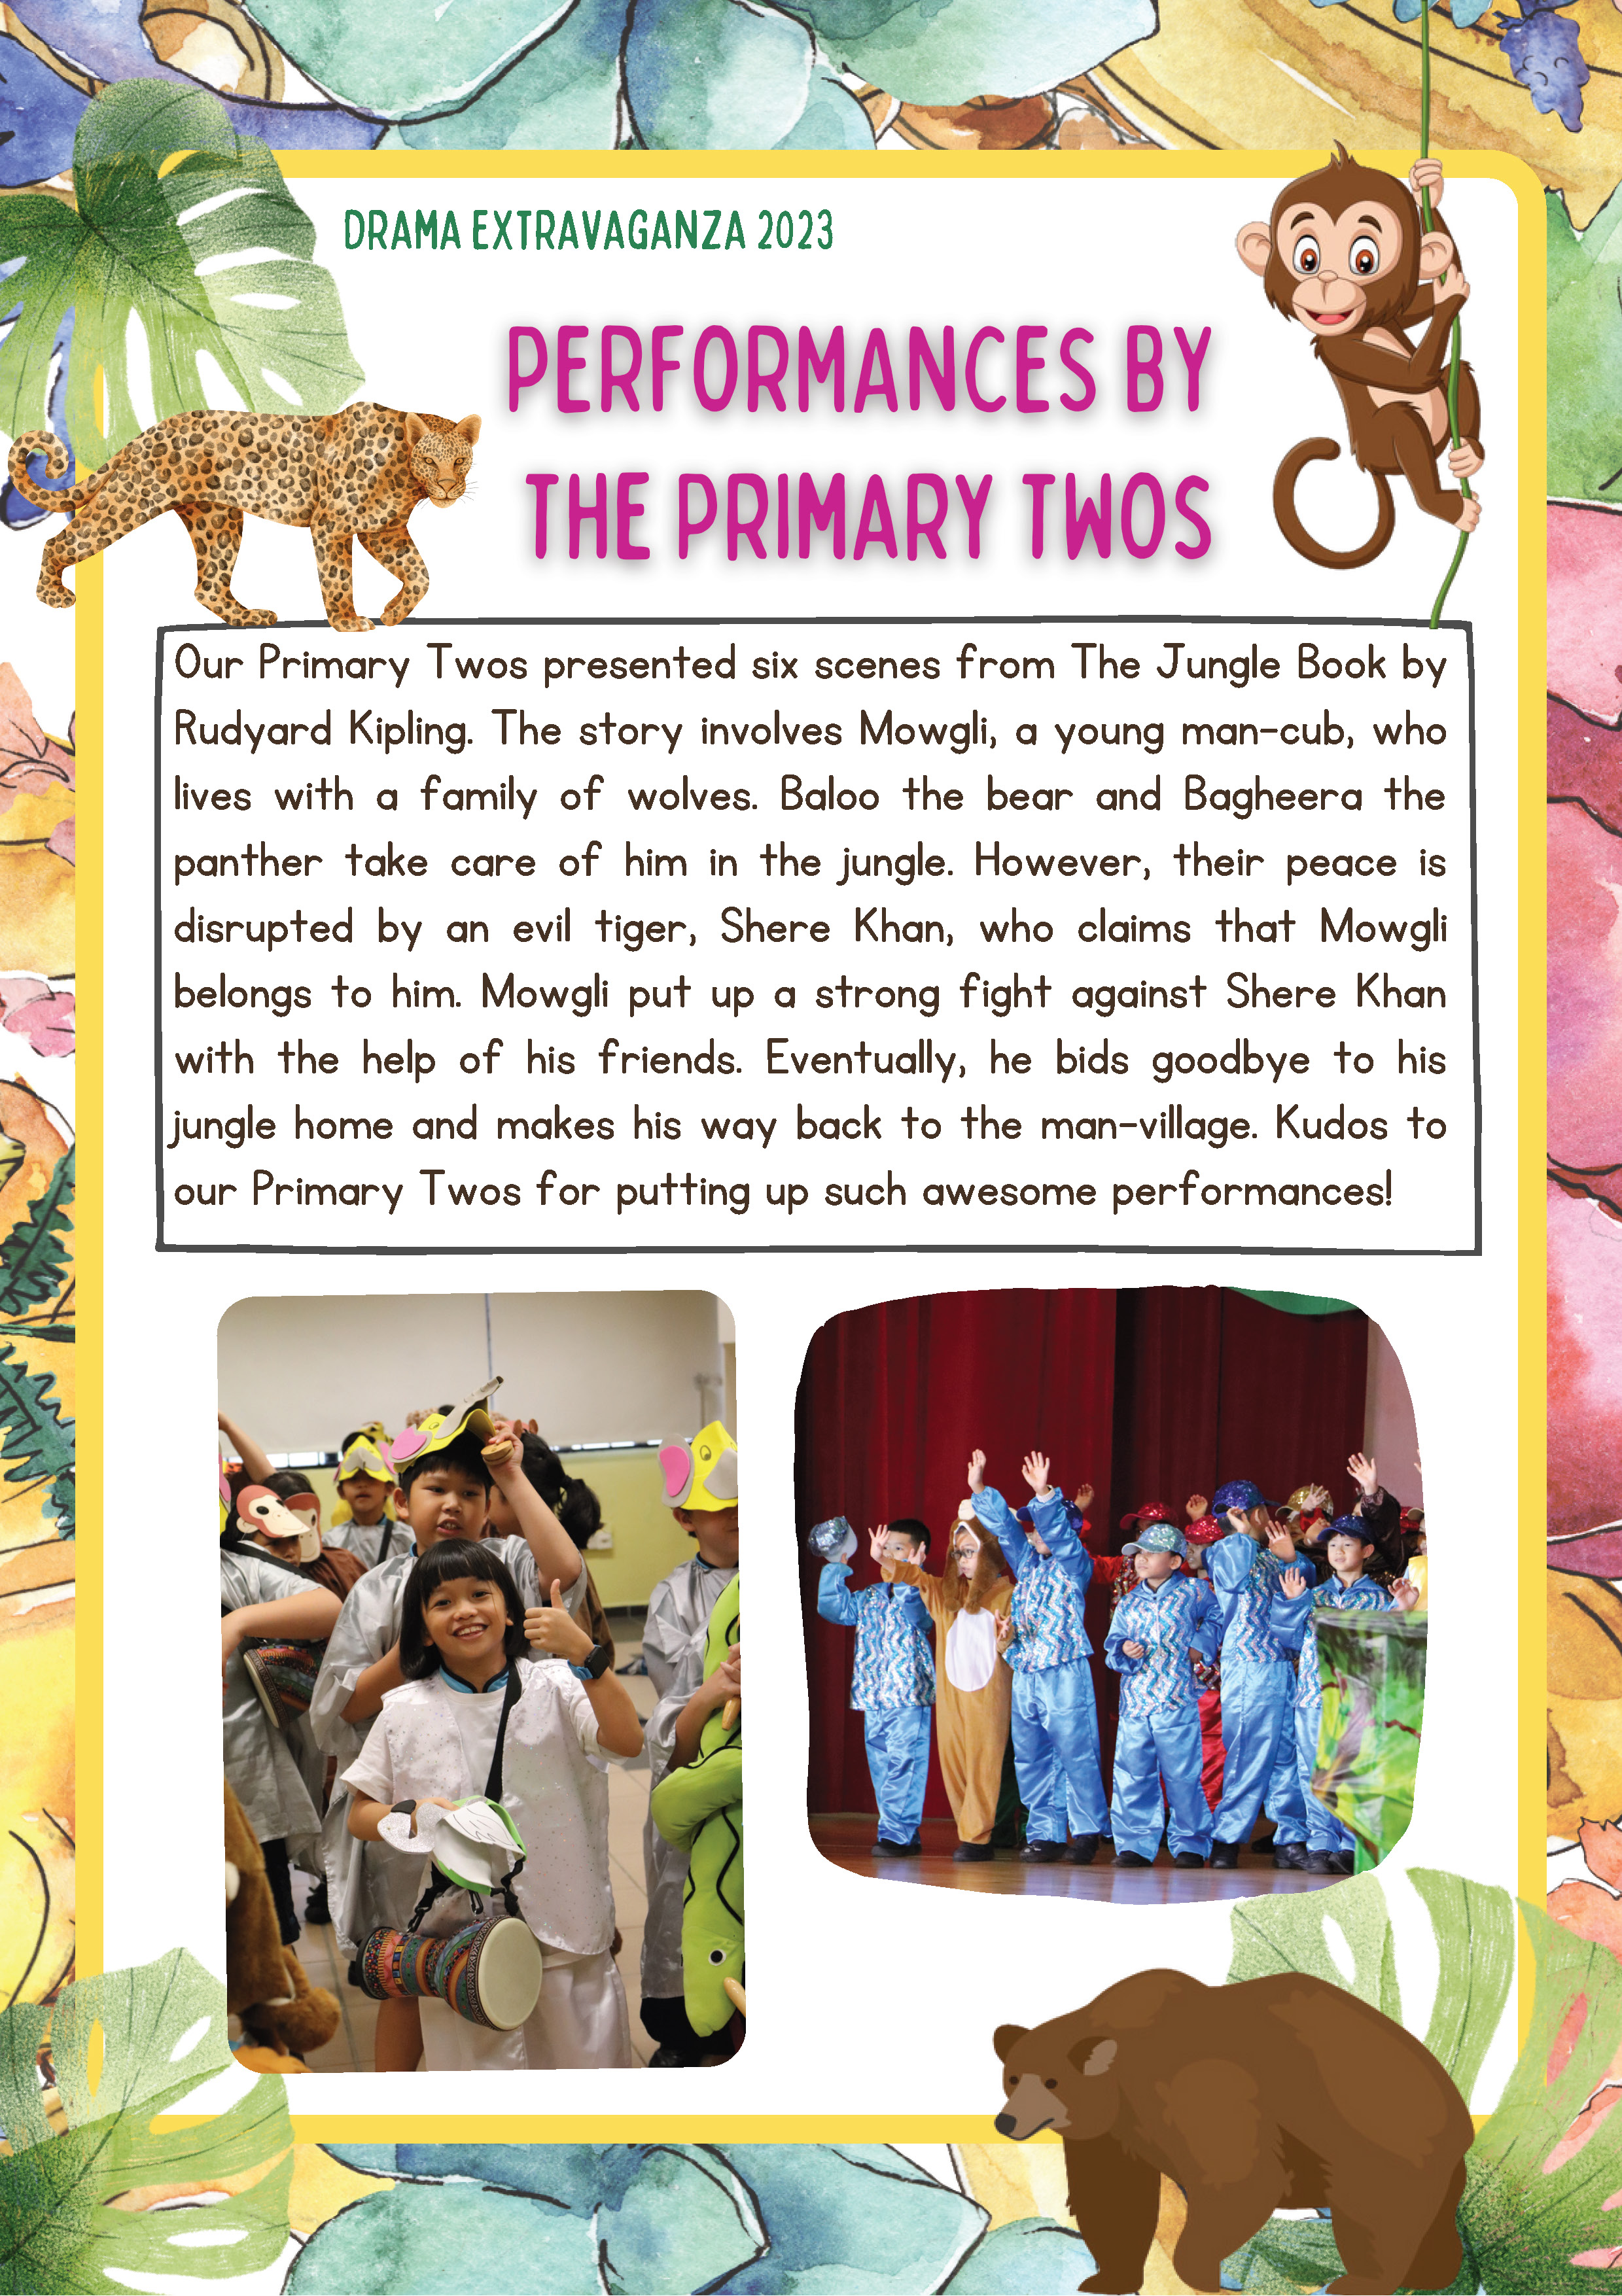 DRAMA EXTRAVAGANZA 2023
PERFORMANCES BY
THE PRIMARY TWOS
Our Primary Twos presented six scenes from The Jungle Book by
Rudyard Kipling. The story involves Mowgli, a young man-cub, who
lives with a family of wolves. Baloo the bear and Bagheera the
panther take care of him in the jungle. However, their peace is
disrupted by an evil tiger, Shere Khan, who claims that Mowgli
belongs to him. Mowgli put up a strong fight against Shere Khan
with the help of his friends. Eventually, he bids goodbye to his
jungle home and makes his way back to the man-village. Kudos to
our Primary Twos for putting up such awesome performances!